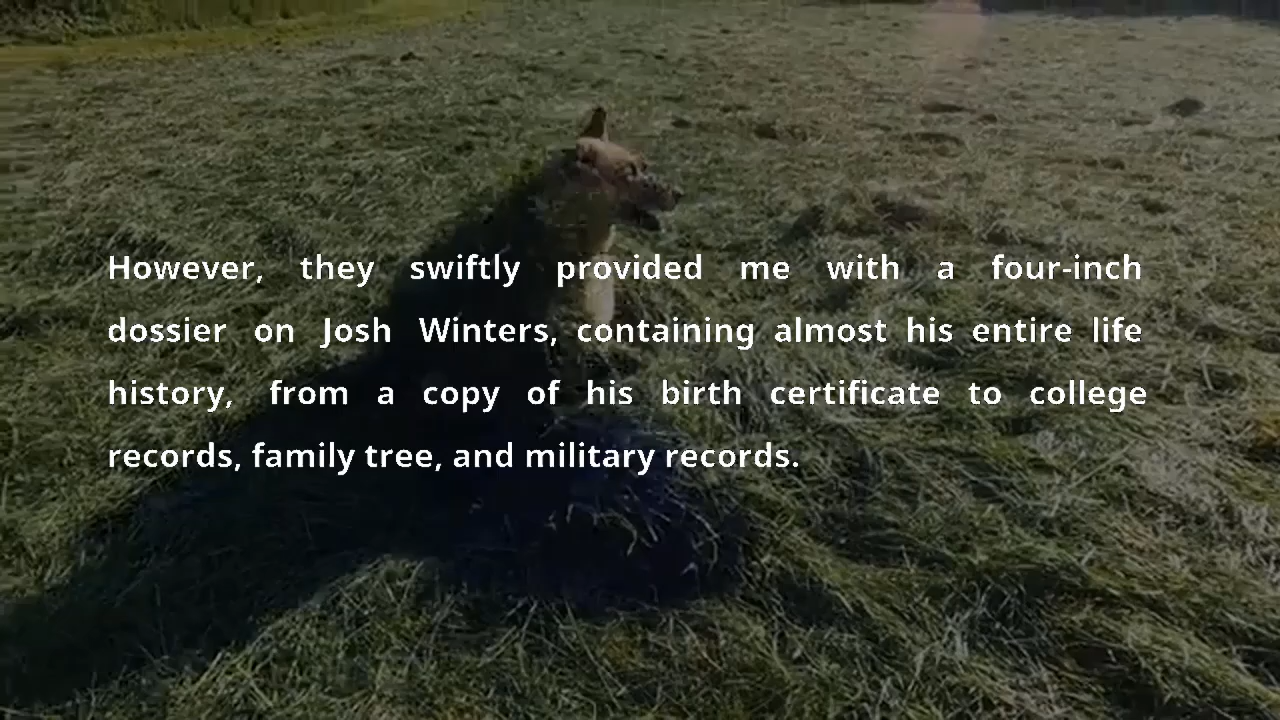 However, they swiftly provided me with a four-inch
dossier on Josh Winters, containing almost his entire life
history, from a copy of his birth certificate to college
records, family tree, and military records.